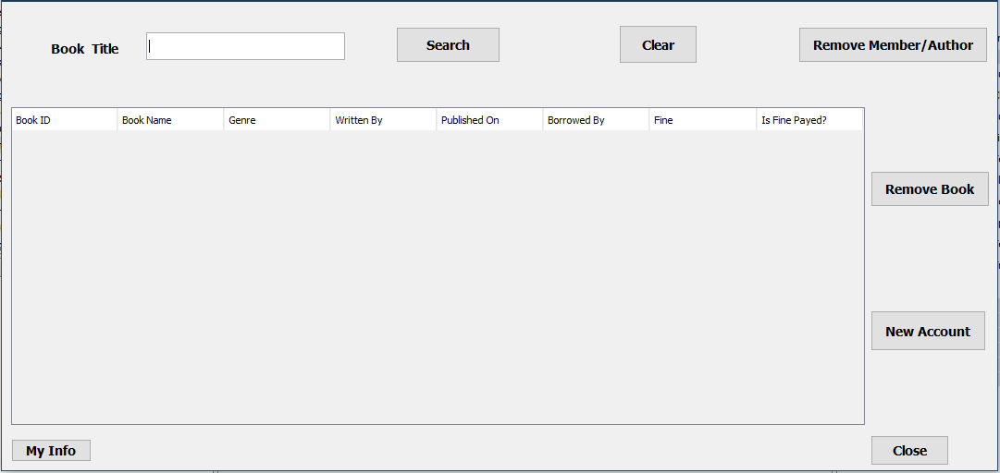 Book Title
Search
Clear
Remove Member/Author
Book ID
Book Name
Genre
Written By
Published On
Borrowed By
Fine
Is Fine Payed?
Remove Book
New Account
My Info
Close